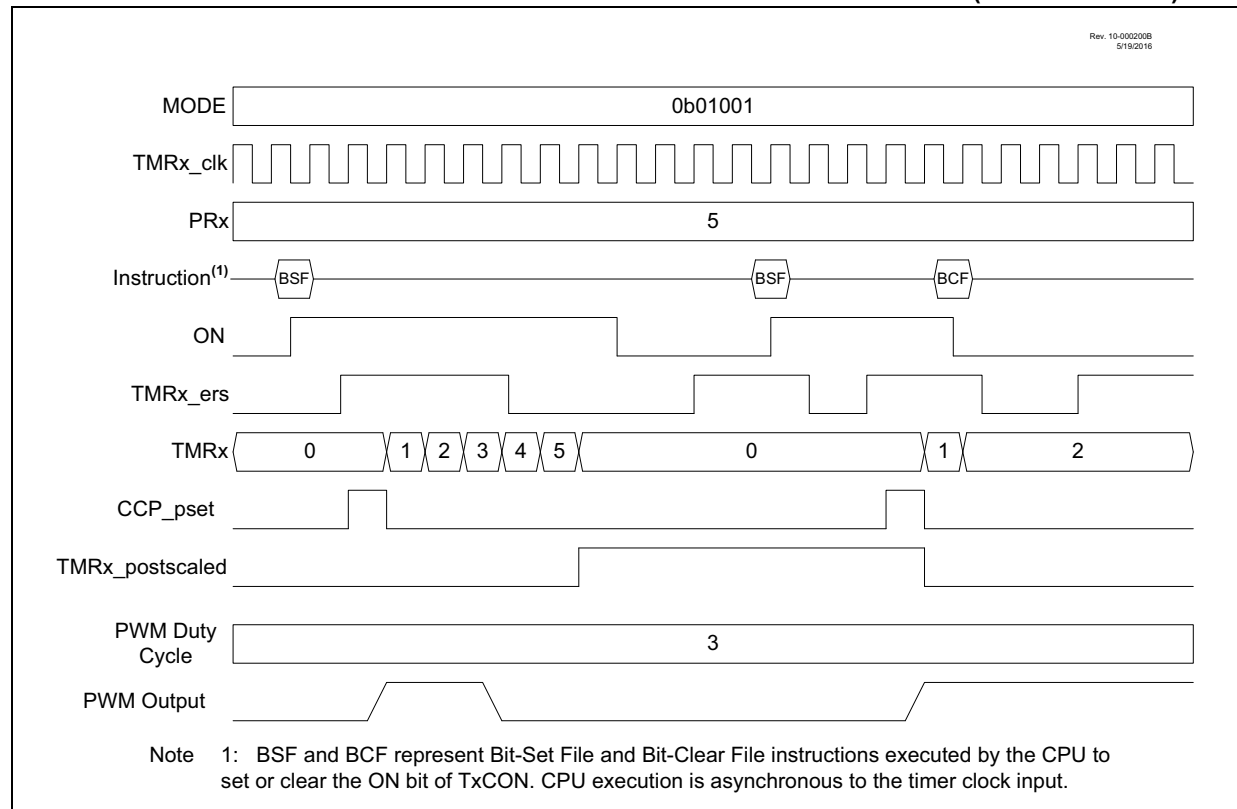 Rev. 10-000200B
5/19/2016
MODE 0b01001
TMRx_clk
PRx 5
Instruction(1) BSF BSF BCF
ON
TMRx_ers
TMRx 0 1 2 3 4 5 0 1 2
CCP_pset
TMRx_postscaled
PWM Duty
Cycle 3
PWM Output
Note 1: BSF and BCF represent Bit-Set File and Bit-Clear File instructions executed by the CPU to
set or clear the ON bit of TxCON. CPU execution is asynchronous to the timer clock input.